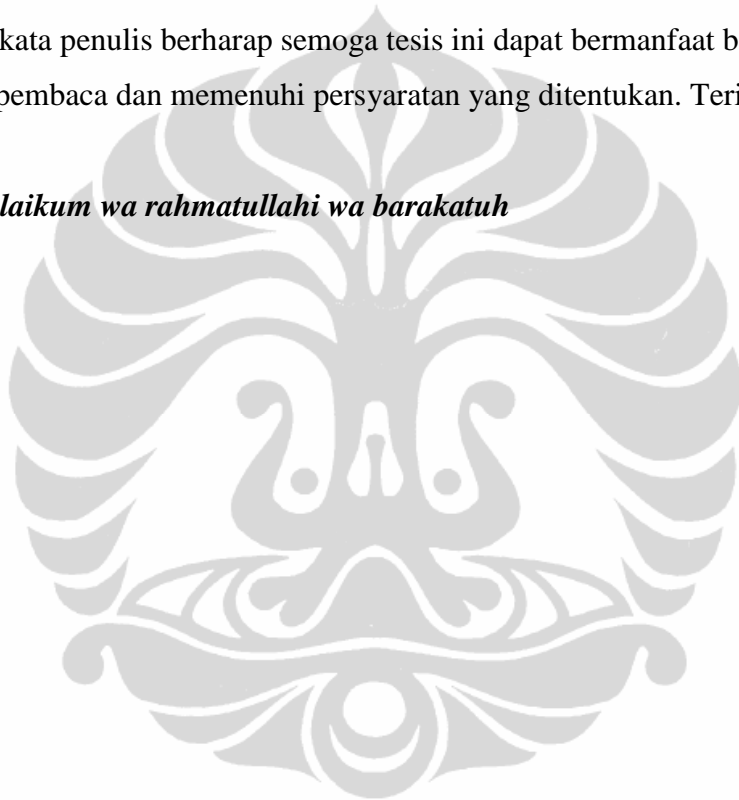 kata penulis berharap semoga tesis ini dapat bermanfaat b
pembaca dan memenuhi persyaratan yang ditentukan. Teri
laikum wa rahmatullahi wa barakatuh